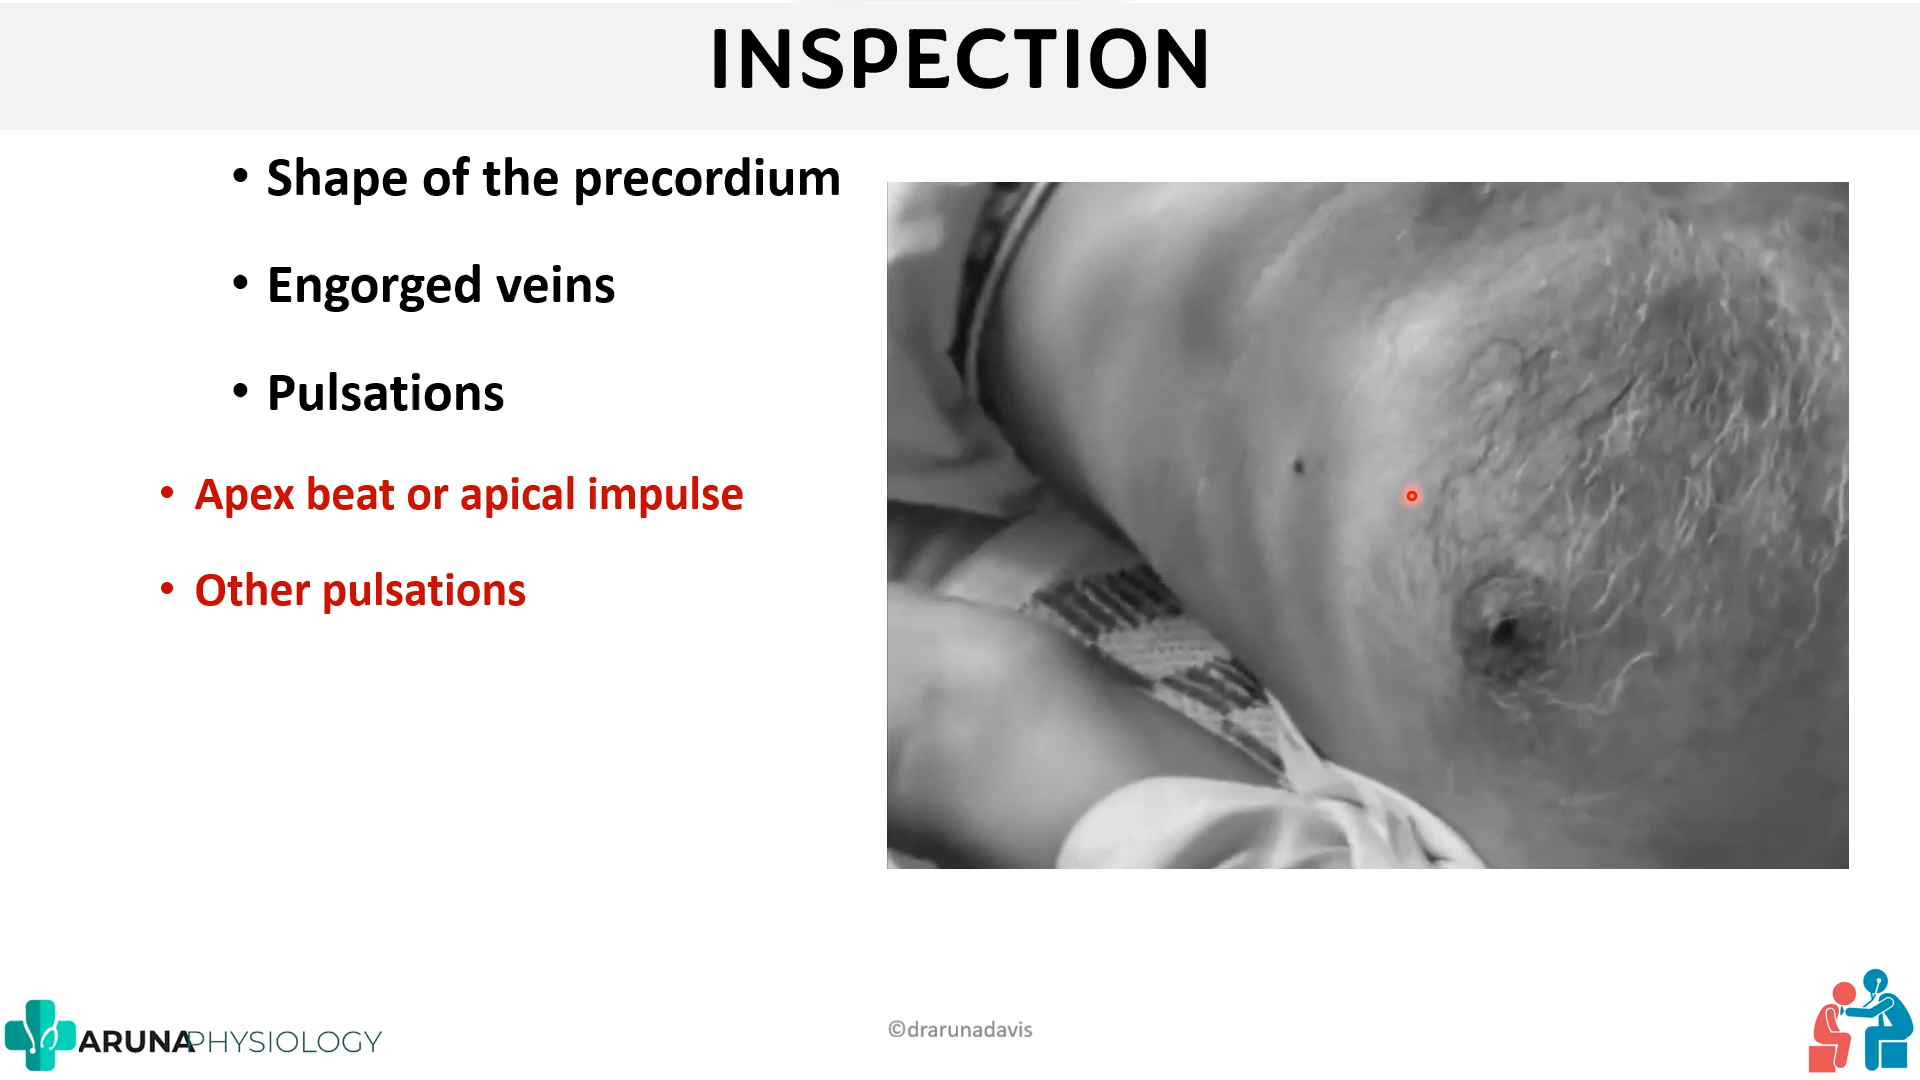 INSPECTION
• Shape of the precordium
• Engorged veins
• Pulsations
• Apex beat or apical impulse
• Other pulsations
ARUNAPHYSIOLOGY
©drarunadavis